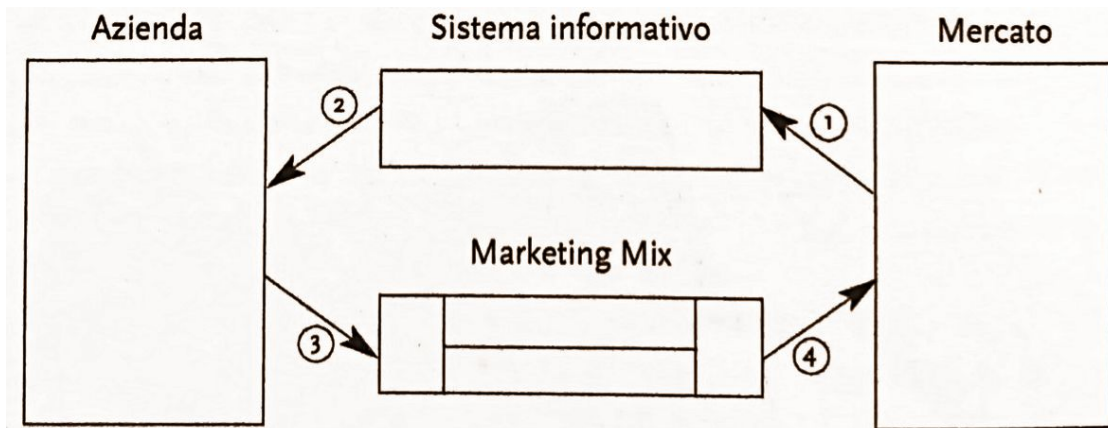 Azienda
Sistema informativo
Mercato
2
1
Marketing Mix
3
4